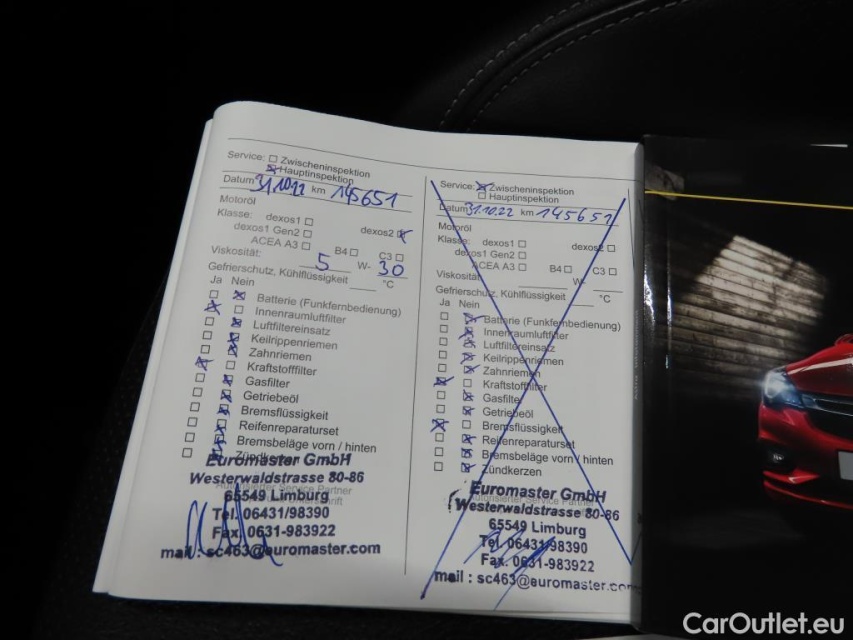 Service: Zwischeninspektion
Hauptinspektion
Datum 31.10.22 km 145651
Motoröl
Klasse: dexos1 dexos2
dexos1 Gen2
ACEA A3 B4 C3
Viskosität: 5 W- 30
Gefrierschutz, Kühlflüssigkeit °C
Ja Nein
Batterie (Funkfernbedienung)
Innenraumluftfilter
Luftfiltereinsatz
Keilrippenriemen
Zahnriemen
Kraftstofffilter
Gasfilter
Getriebeöl
Bremsflüssigkeit
Reifenreparaturset
Bremsbeläge vorn / hinten
Zündkerzen
Euromaster GmbH
Westerwaldstrasse 80-86
65549 Limburg
Tel. 06431/98390
Fax. 0631-983922
mail : sc463@euromaster.com
Service: Zwischeninspektion
Hauptinspektion
Datum 31.10.22 km 145651
Motoröl
Klasse: dexos1 dexos2
dexos1 Gen2
ACEA A3 B4 C3
Viskosität: W-
Gefrierschutz, Kühlflüssigkeit °C
Ja Nein
Batterie (Funkfernbedienung)
Innenraumluftfilter
Luftfiltereinsatz
Keilrippenriemen
Zahnriemen
Kraftstofffilter
Gasfilter
Getriebeöl
Bremsflüssigkeit
Reifenreparaturset
Bremsbeläge vorn / hinten
Zündkerzen
Euromaster GmbH
Autorisierter Service Partner
Westerwaldstrasse 80-86
65549 Limburg
Tel. 06431/98390
Fax. 0631-983922
mail : sc463@euromaster.com
CarOutlet.eu